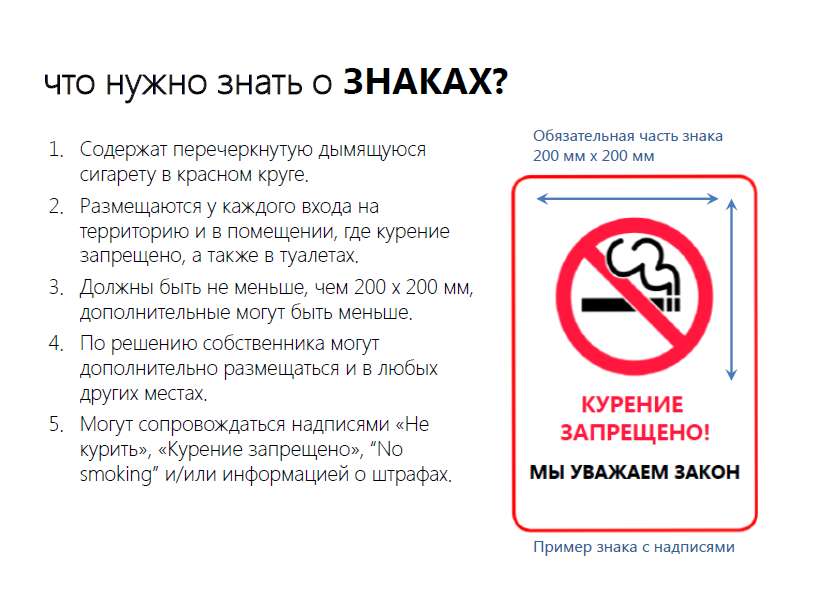 что нужно знать о ЗНАКАХ?
1. Содержат перечеркнутую дымящуюся
сигарету в красном круге.
2. Размещаются у каждого входа на
территорию и в помещении, где курение
запрещено, а также в туалетах.
3. Должны быть не меньше, чем 200 х 200 мм,
дополнительные могут быть меньше.
4. По решению собственника могут
дополнительно размещаться и в любых
других местах.
5. Могут сопровождаться надписями «Не
курить», «Курение запрещено», “No
smoking” и/или информацией о штрафах.
Обязательная часть знака
200 мм х 200 мм
КУРЕНИЕ
ЗАПРЕЩЕНО!
МЫ УВАЖАЕМ ЗАКОН
Пример знака с надписями